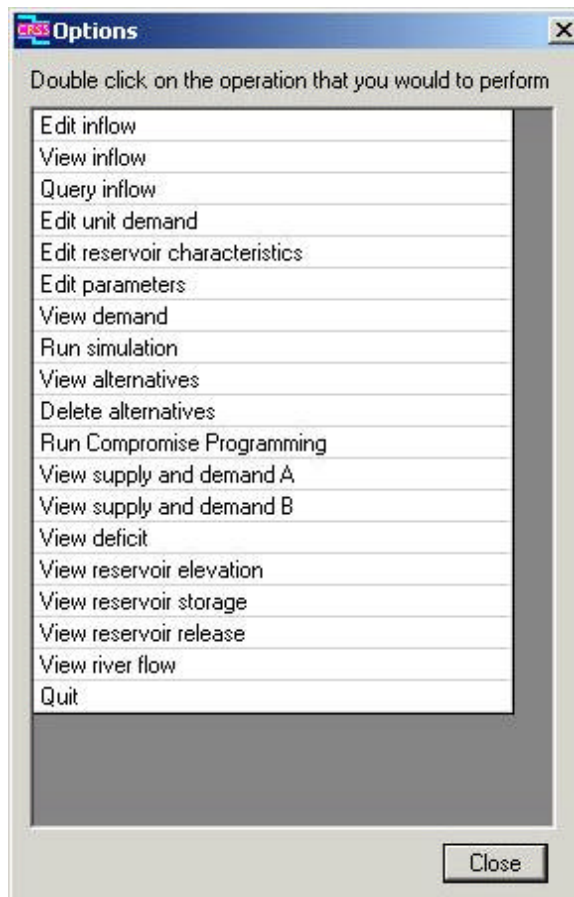 CRSS Options
Double click on the operation that you would to perform
Edit inflow
View inflow
Query inflow
Edit unit demand
Edit reservoir characteristics
Edit parameters
View demand
Run simulation
View alternatives
Delete alternatives
Run Compromise Programming
View supply and demand A
View supply and demand B
View deficit
View reservoir elevation
View reservoir storage
View reservoir release
View river flow
Quit
Close